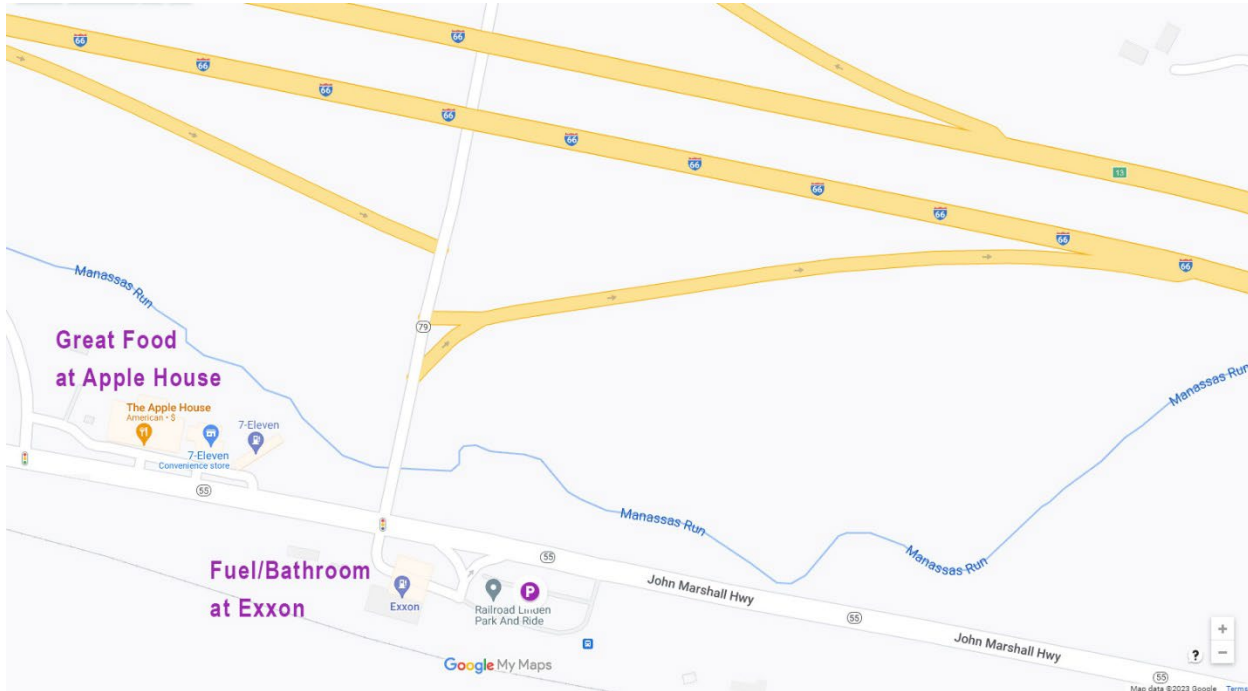 66
66
66
66
66
66
66
66
66
66
66
13
Manassas Run
79
Great Food
at Apple House
The Apple House
American • $
7-Eleven
7-Eleven
Convenience store
Manassas Run
55
Manassas Run
Manassas Run
Fuel/Bathroom
at Exxon
Exxon
P
Railroad Linden
Park And Ride
55
John Marshall Hwy
55
John Marshall Hwy
55
Google My Maps
+
−
?
Map data ©2023 Google Terms